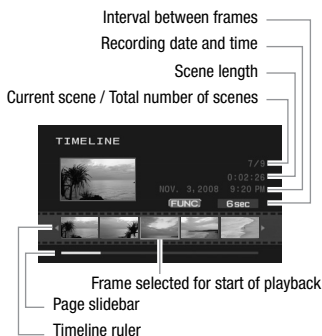 Interval between frames
Recording date and time
Scene length
Current scene / Total number of scenes
TIMELINE
7/9
0:02:26
NOV. 3,2008 9:20 PM
FUNC. 6sec
Frame selected for start of playback
Page slidebar
Timeline ruler